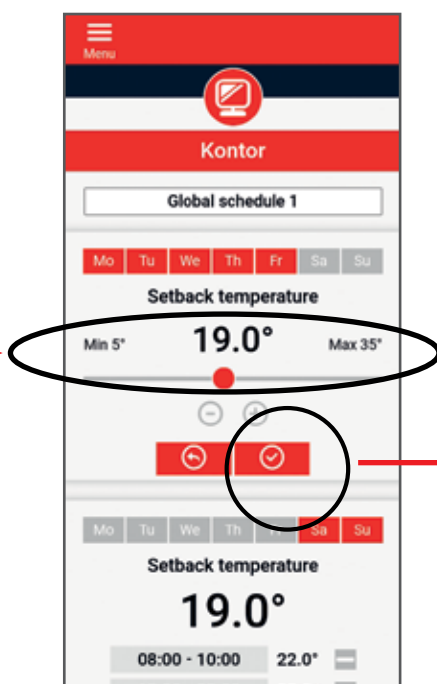 Menu
Kontor
Global schedule 1
Mo Tu We Th Fr Sa Su
Setback temperature
Min 5° 19.0° Max 35°
Mo Tu We Th Fr Sa Su
Setback temperature
19.0°
08:00 - 10:00 22.0°